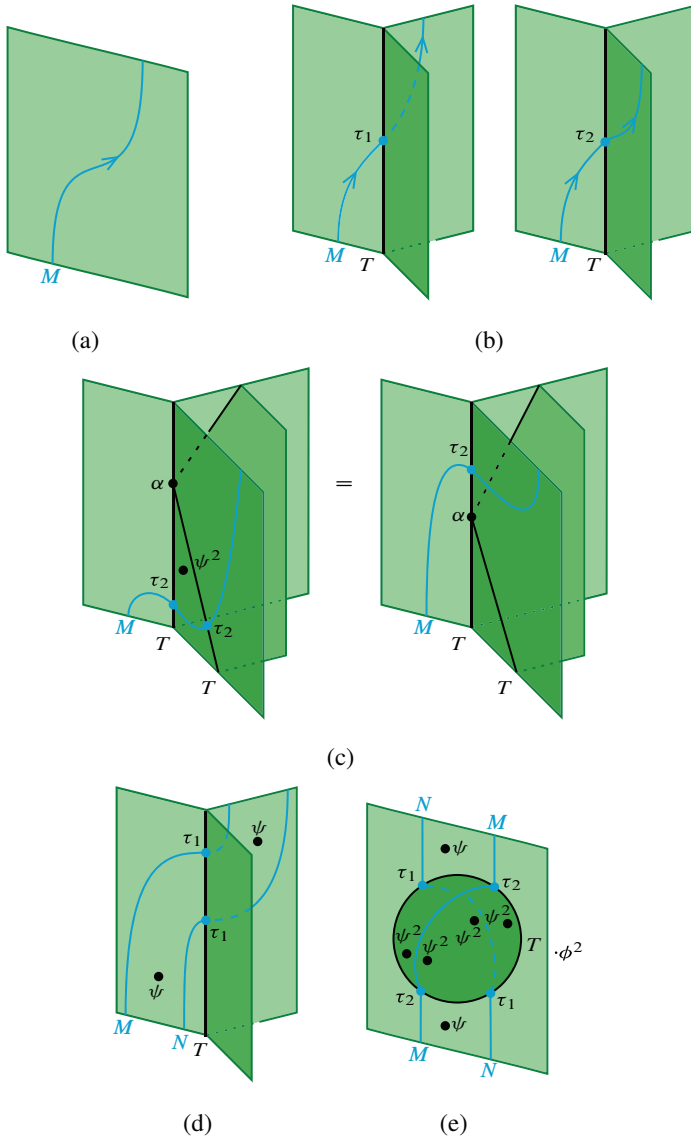 τ₁
τ₂
M
T
M
T
M
(a)
(b)
α
ψ²
τ₂
τ₂
M
T
T
=
τ₂
α
M
T
T
(c)
τ₁
ψ
τ₁
ψ
M
N
T
N
M
ψ
τ₁
τ₂
ψ²
ψ²
ψ²
ψ²
T
·ϕ²
τ₂
τ₁
ψ
M
N
(d)
(e)